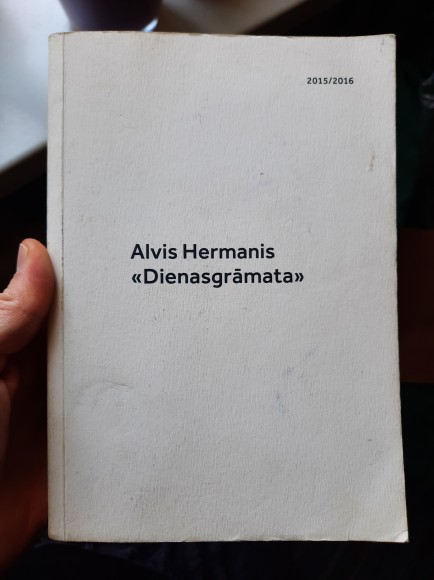 2015/2016
Alvis Hermanis
«Dienasgrāmata»